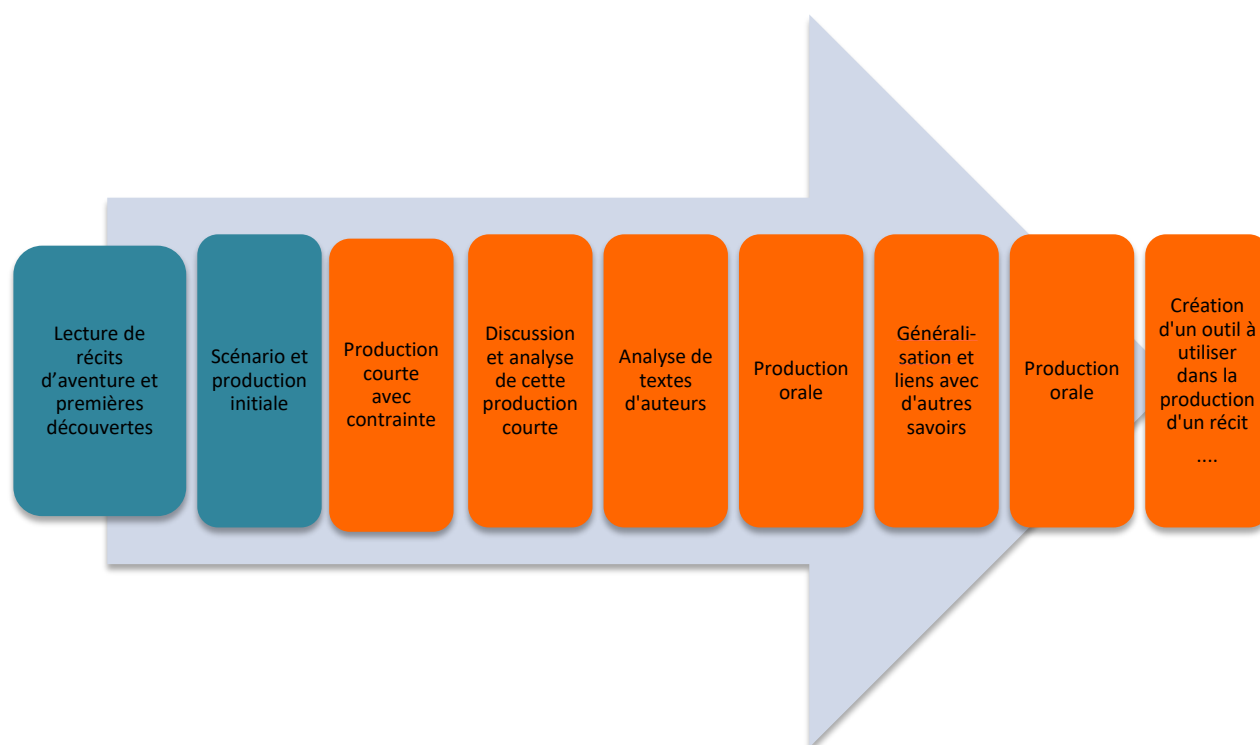 Lecture de
récits
d’aventure et
premières
découvertes
Scénario et
production
initiale
Production
courte
avec
contrainte
Discussion
et analyse
de cette
production
courte
Analyse de
textes
d'auteurs
Production
orale
Générali-
sation et
liens avec
d'autres
savoirs
Production
orale
Création
d'un outil à
utiliser
dans la
production
d'un récit
....